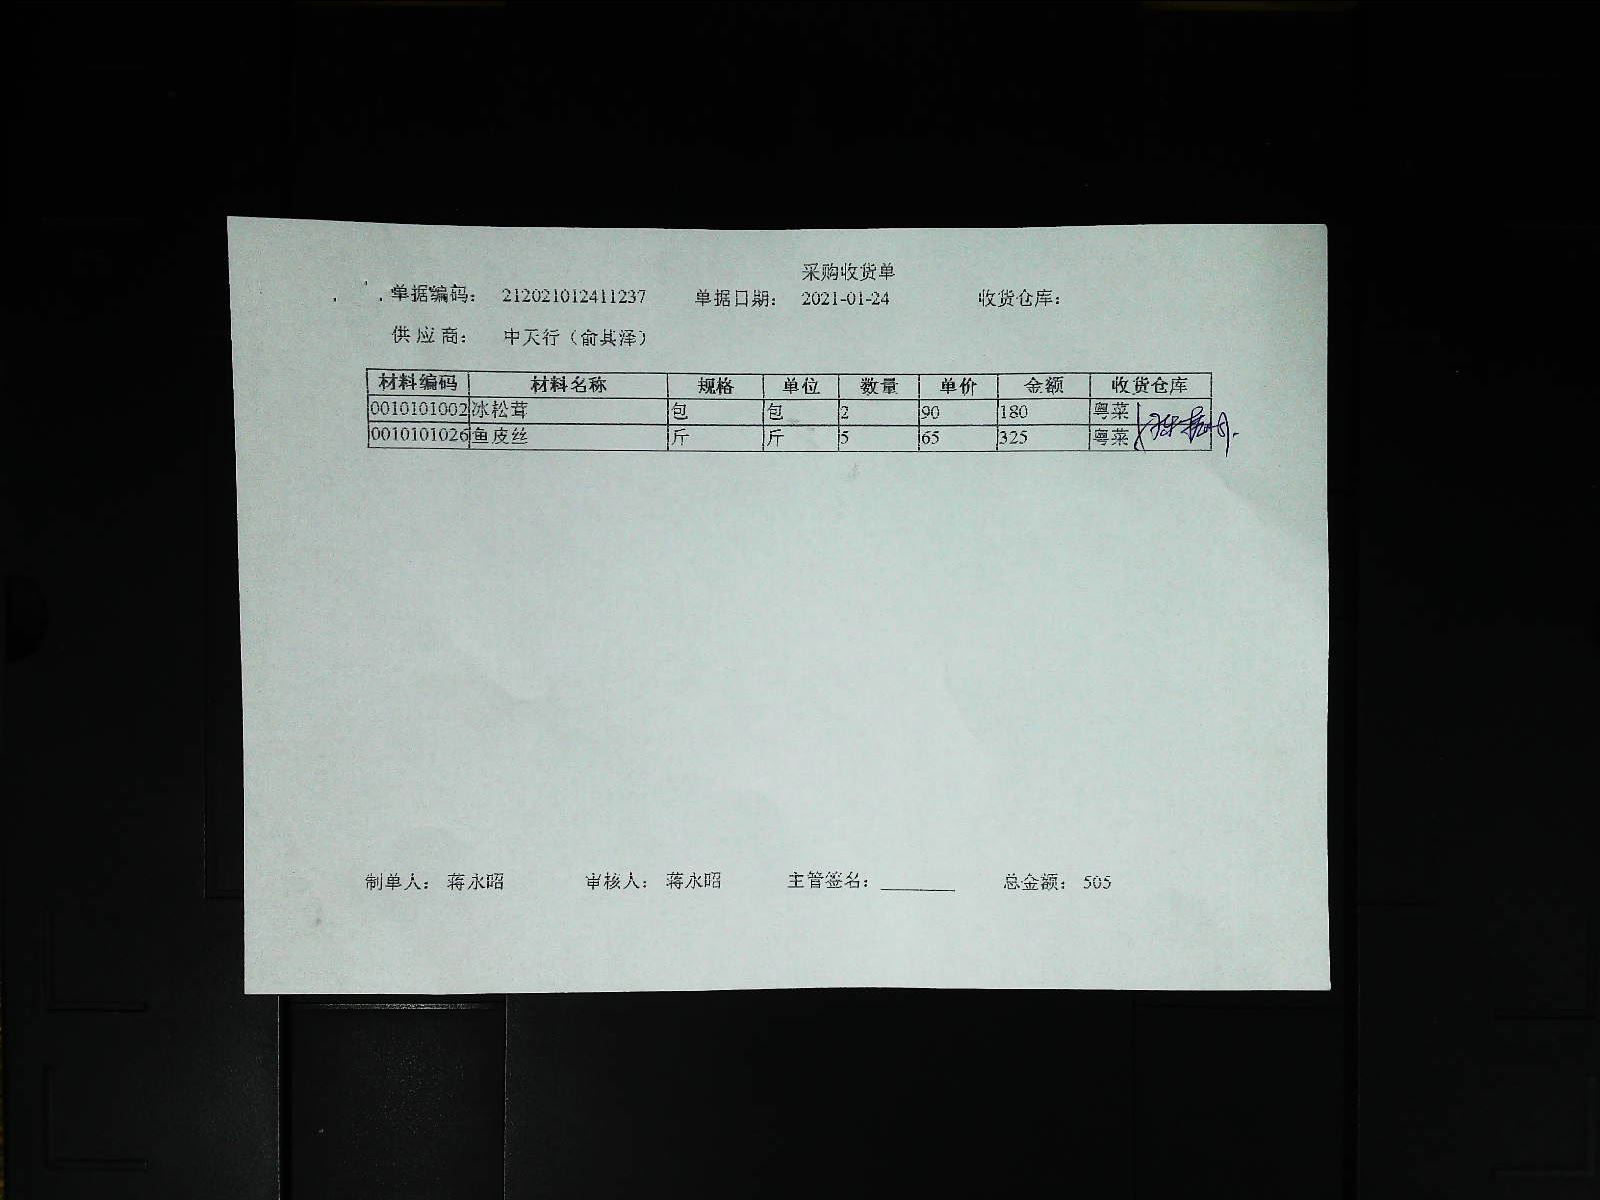 采购收货单
单据编码: 212021012411237 单据日期: 2021-01-24 收货仓库:
供应商: 中天行(俞其泽)
材料编码 材料名称 规格 单位 数量 单价 金额 收货仓库
0010101002 冰松茸 包 包 2 90 180 粤菜
0010101026 鱼皮丝 斤 斤 5 65 325 粤菜
制单人: 蒋永昭 审核人: 蒋永昭 主管签名: ________ 总金额: 505